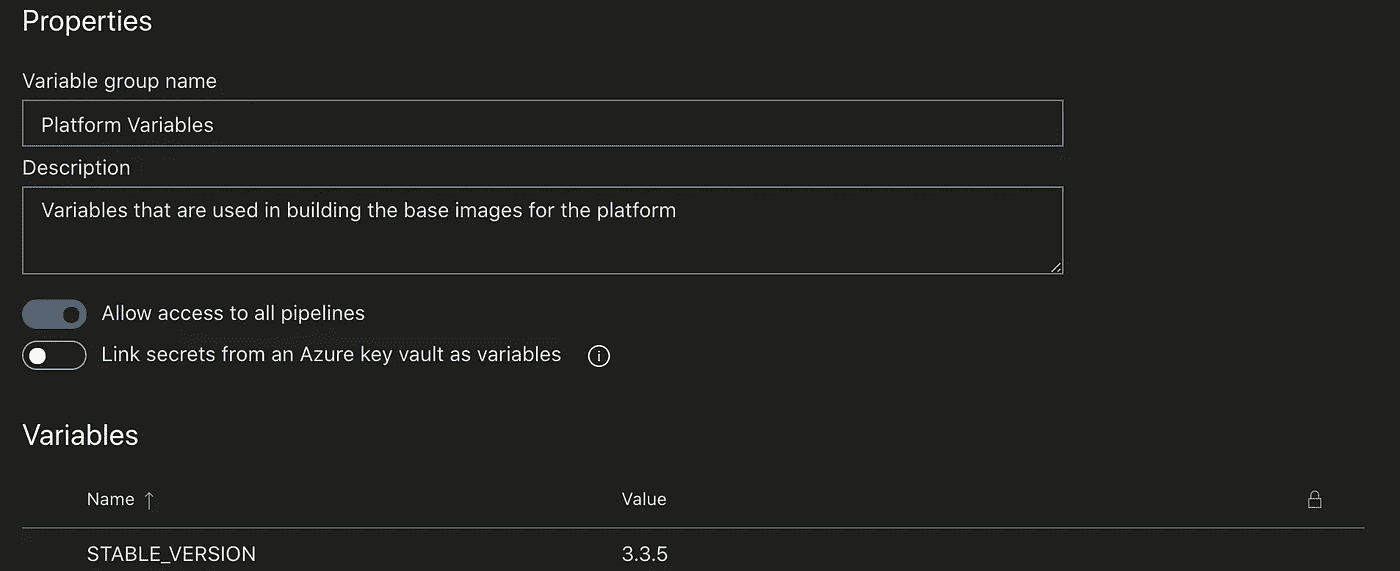 Properties
Variable group name
Platform Variables
Description
Variables that are used in building the base images for the platform
Allow access to all pipelines
Link secrets from an Azure key vault as variables
Variables
Name ↑ Value
STABLE_VERSION 3.3.5